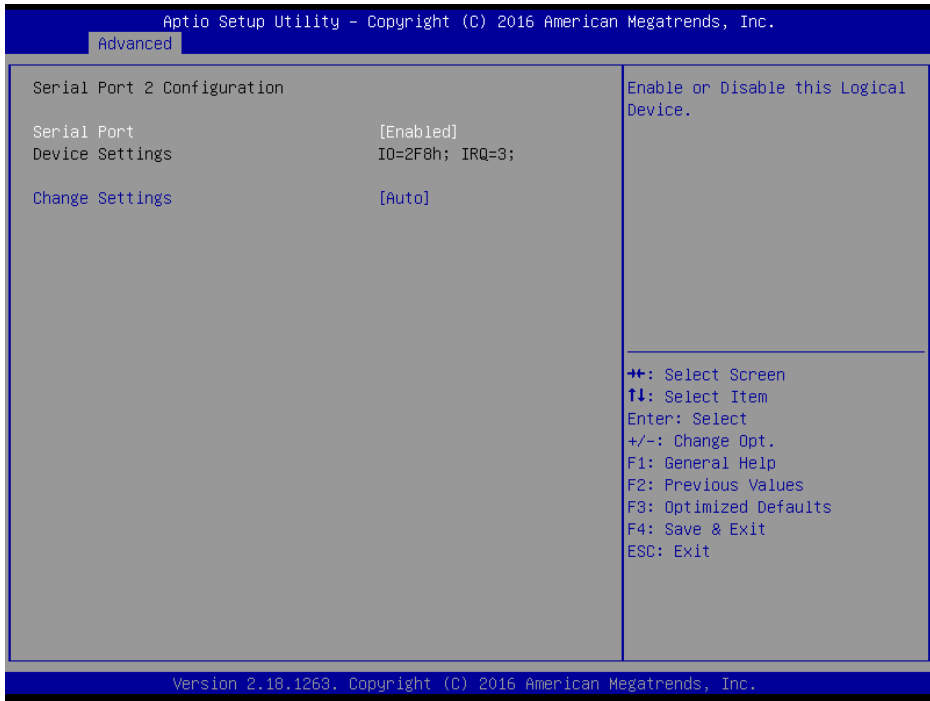 Aptio Setup Utility – Copyright (C) 2016 American Megatrends, Inc.
Advanced
Serial Port 2 Configuration
Serial Port [Enabled]
Device Settings IO=2F8h; IRQ=3;
Change Settings [Auto]
Enable or Disable this Logical
Device.
→←: Select Screen
↑↓: Select Item
Enter: Select
+/-: Change Opt.
F1: General Help
F2: Previous Values
F3: Optimized Defaults
F4: Save & Exit
ESC: Exit
Version 2.18.1263. Copyright (C) 2016 American Megatrends, Inc.